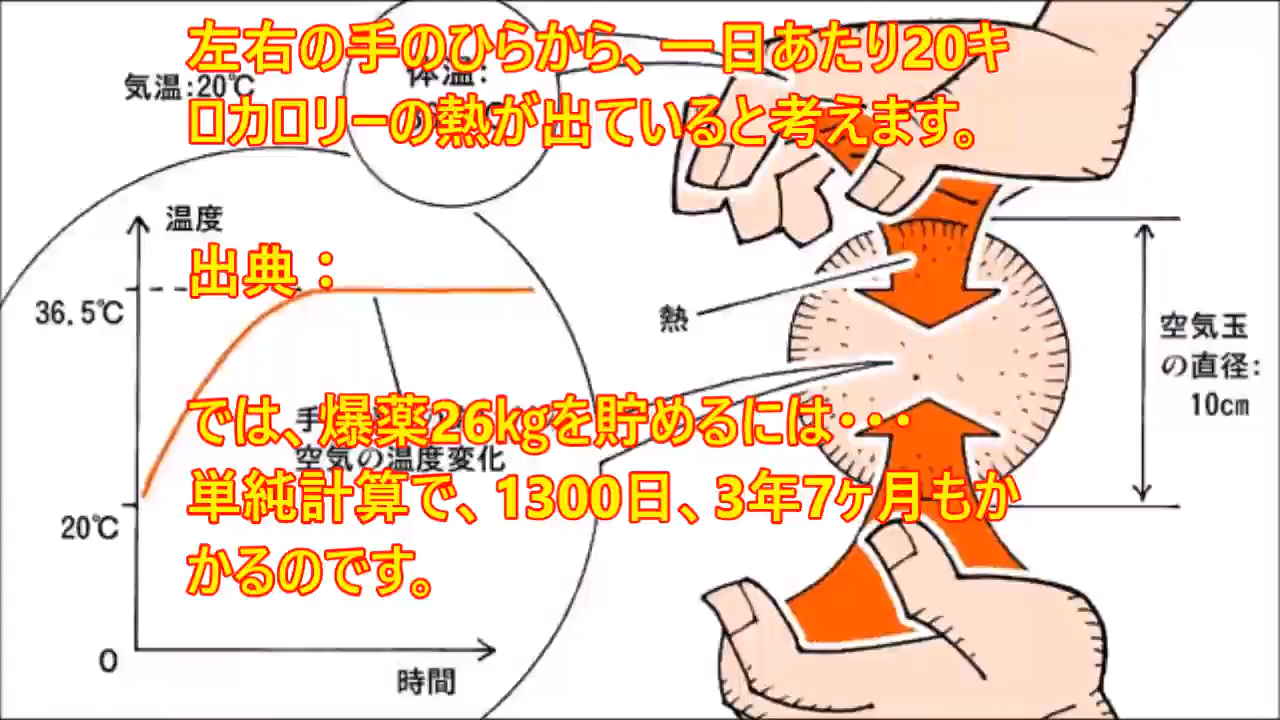 左右の手のひらから、一日あたり20キ
ロカロリーの熱が出ていると考えます。
気温:20℃
体温:
温度
出典：
36.5℃
熱
空気玉
の直径:
10cm
では、爆薬26kgを貯めるには・・・
空気の温度変化
単純計算で、1300日、3年7ヶ月もか
かるのです。
20℃
0
時間